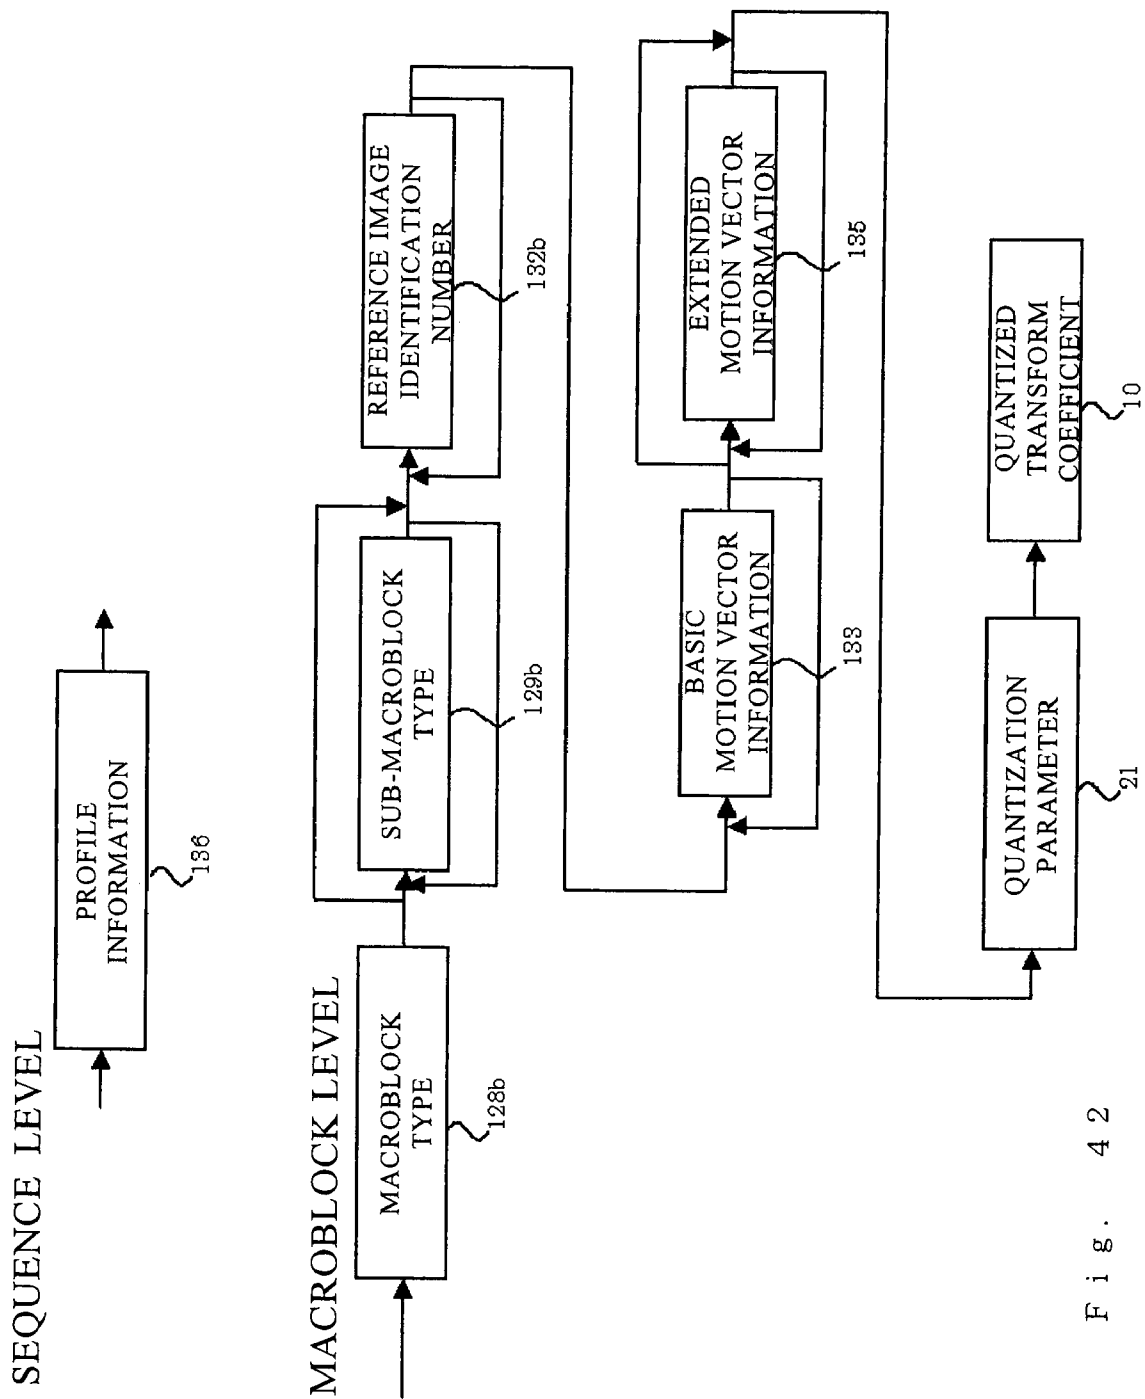 SEQUENCE LEVEL
PROFILE
INFORMATION
136
MACROBLOCK LEVEL
MACROBLOCK
TYPE
128b
SUB-MACROBLOCK
TYPE
129b
REFERENCE IMAGE
IDENTIFICATION
NUMBER
132b
BASIC
MOTION VECTOR
INFORMATION
133
EXTENDED
MOTION VECTOR
INFORMATION
135
QUANTIZATION
PARAMETER
21
QUANTIZED
TRANSFORM
COEFFICIENT
10
Fig. 42